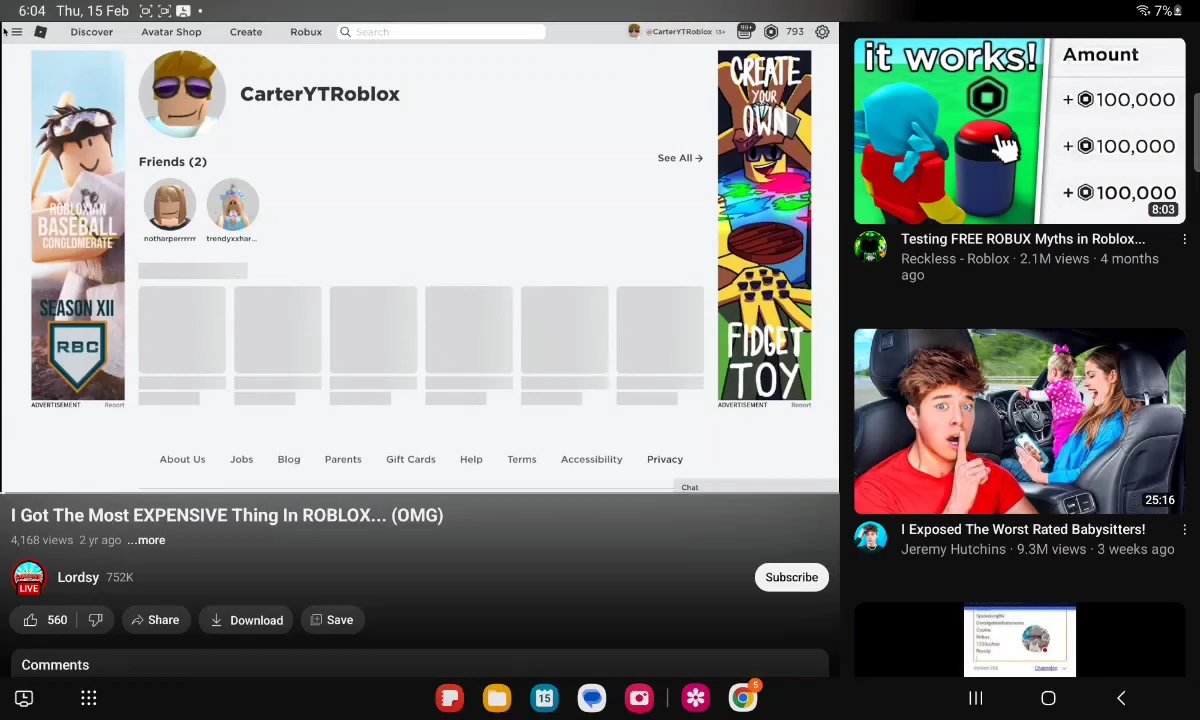 6:04 Thu, 15 Feb
7%
Discover Avatar Shop Create Robux Search @CarterYTRoblox 13+ 99+ 793
CarterYTRoblox
Friends (2)
See All →
notharperrrrrr trendyxxhar...
ROBLOXIAN
BASEBALL
CONGLOMERATE
SEASON XII
RBC
ADVERTISEMENT Report
CREATE
YOUR
OWN
FIDGET
TOY
ADVERTISEMENT Report
About Us Jobs Blog Parents Gift Cards Help Terms Accessibility Privacy
Chat
I Got The Most EXPENSIVE Thing In ROBLOX... (OMG)
4,168 views 2 yr ago ...more
LIVE
Lordsy 752K
Subscribe
560 Share Download Save
Comments
it works!
Amount
+ 100,000
+ 100,000
+ 100,000
8:03
Testing FREE ROBUX Myths in Roblox...
Reckless - Roblox · 2.1M views · 4 months
ago
25:16
I Exposed The Worst Rated Babysitters!
Jeremy Hutchins · 9.3M views · 3 weeks ago
Cookie
Robux
Changelog
15
5